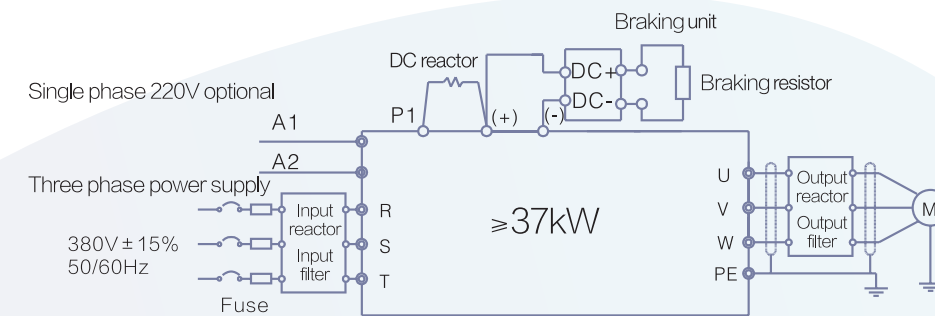 Braking unit
DC reactor
DC+
DC-
Braking resistor
Single phase 220V optional
P1
(+)
(-)
A1
A2
Three phase power supply
380V ± 15%
50/60Hz
Fuse
Input
reactor
Input
filter
R
S
T
≥37kW
U
V
W
PE
Output
reactor
Output
filter
M